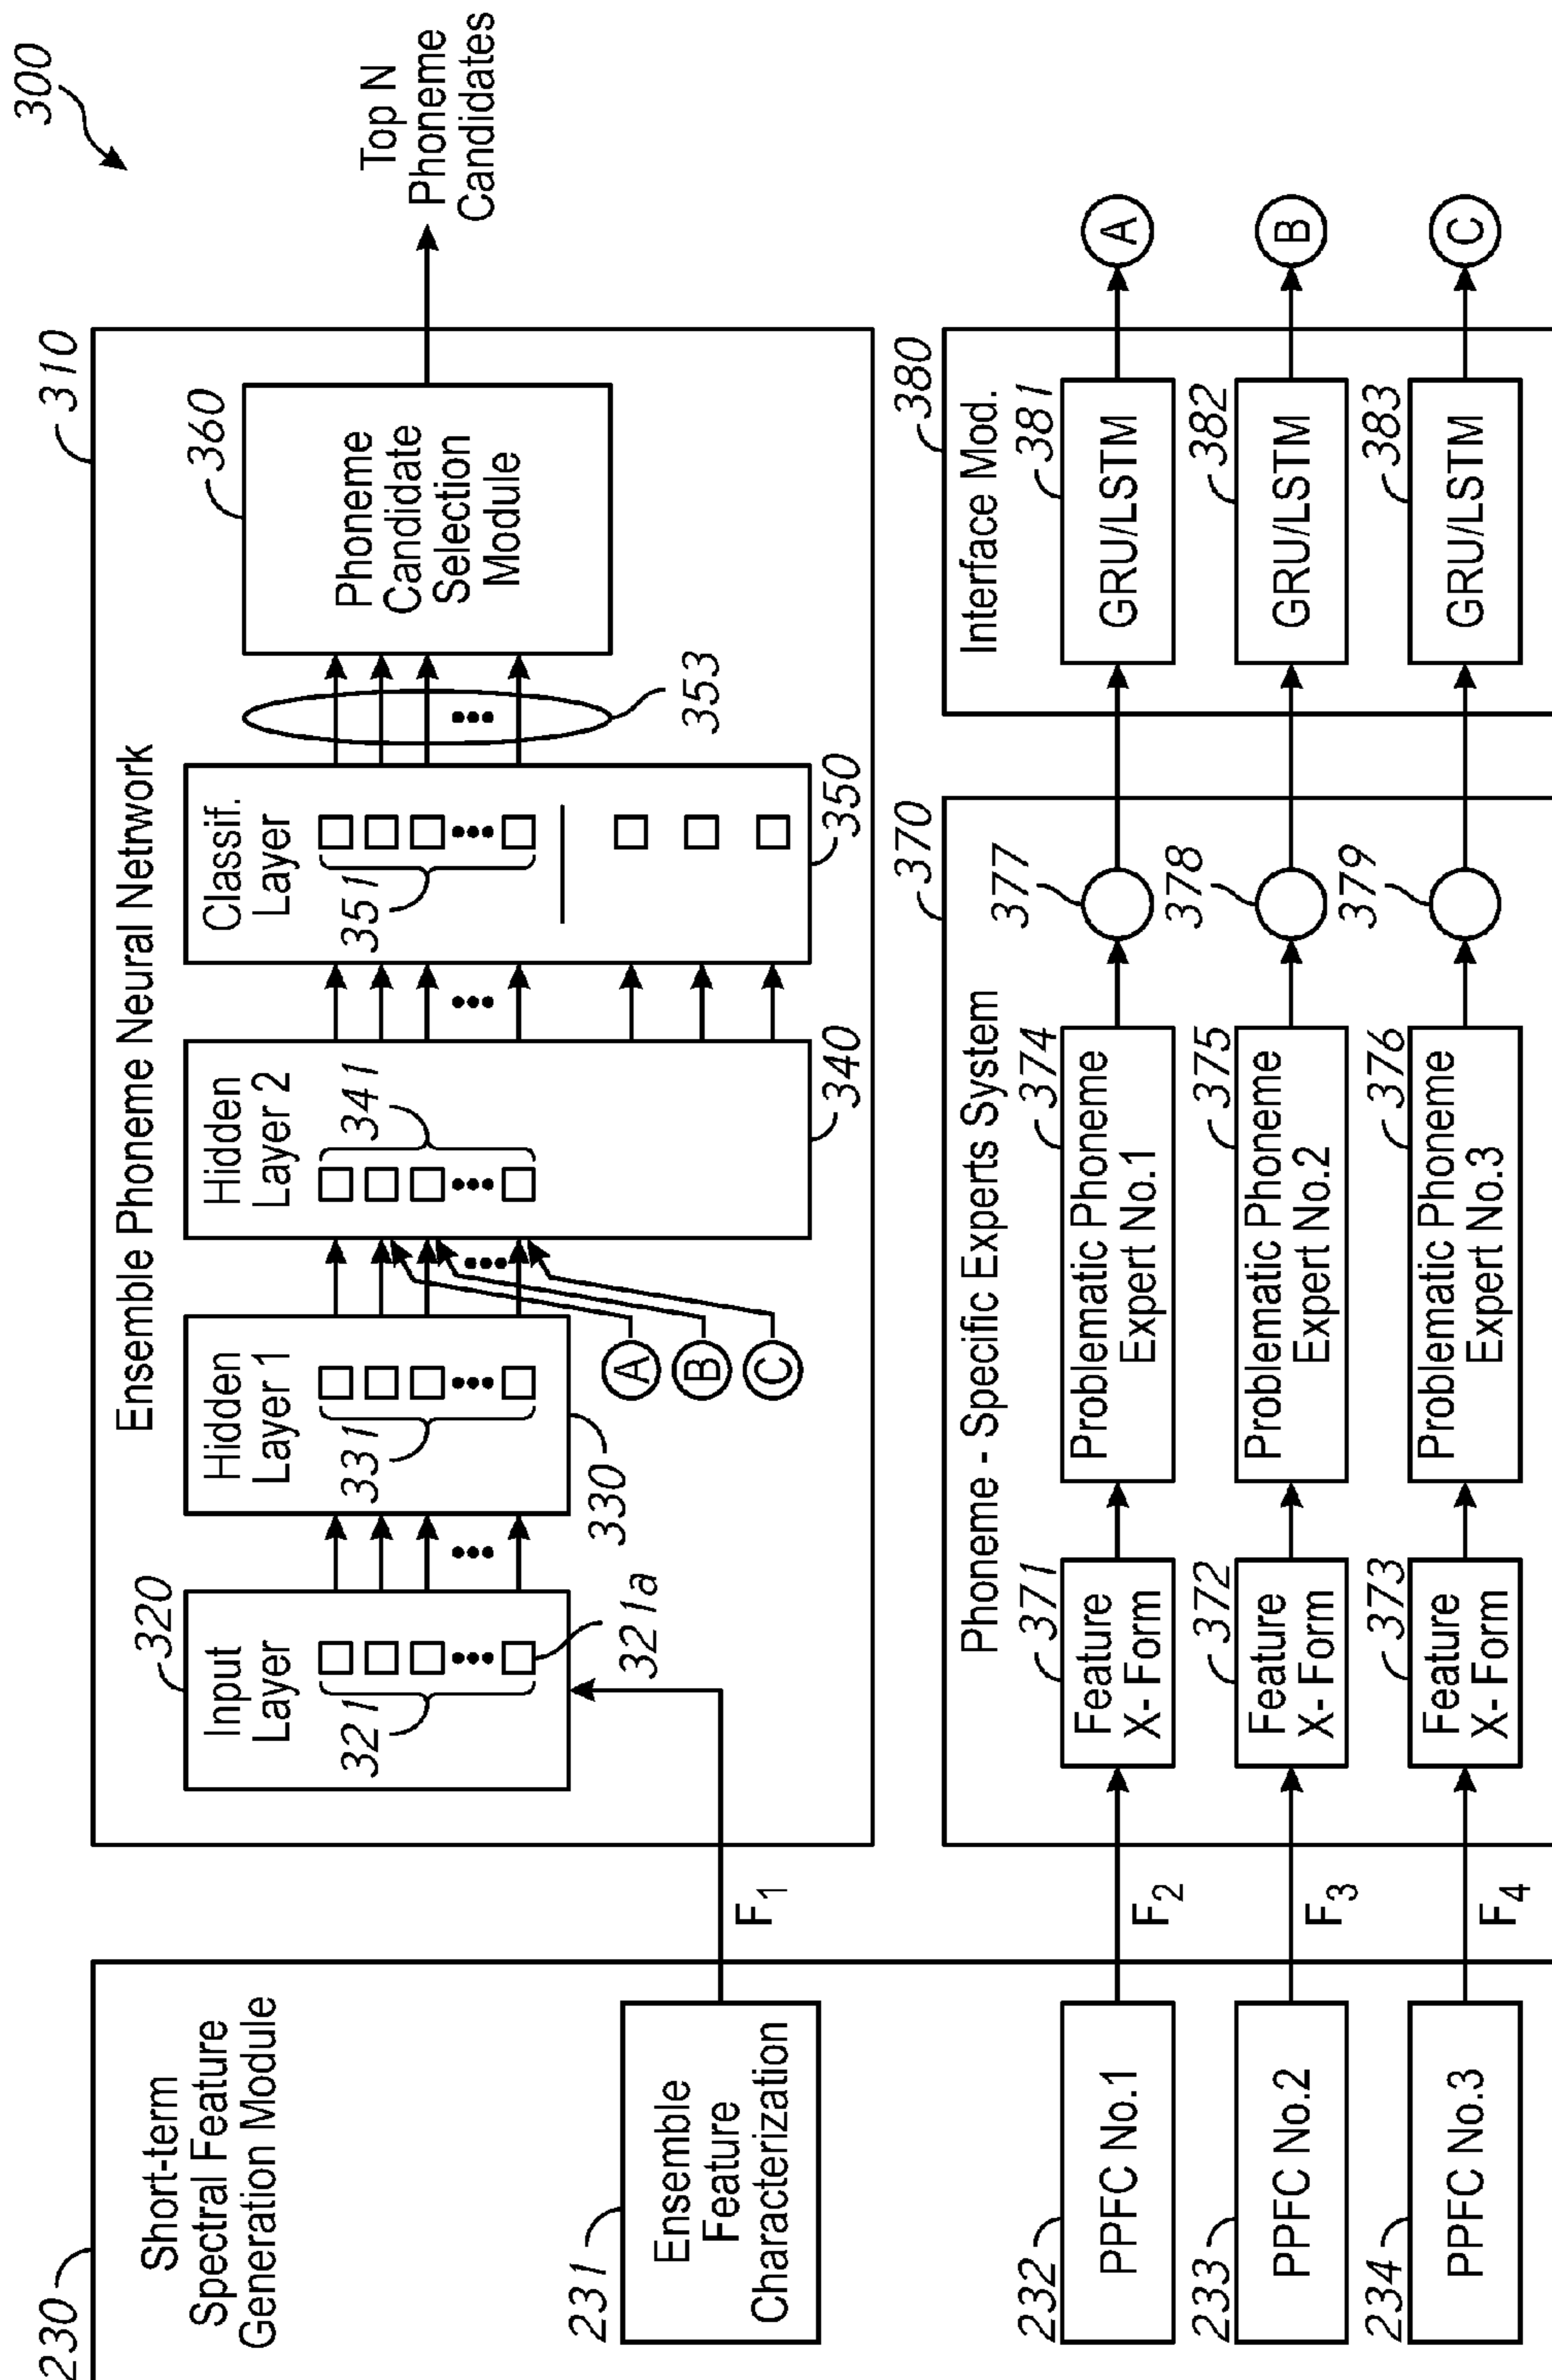 300
230
Short-term
Spectral Feature
Generation Module
231
Ensemble
Feature
Characterization
232
PPFC No.1
233
PPFC No.2
234
PPFC No.3
F1
F2
F3
F4
310
Ensemble Phoneme Neural Netrwork
320
Input
Layer
321
321a
Hidden
Layer 1
331
330
A
B
C
Hidden
Layer 2
341
340
Classif.
Layer
351
350
353
360
Phoneme
Candidate
Selection
Module
Top N
Phoneme
Candidates
370
Phoneme - Specific Experts System
371
Feature
X- Form
374
Problematic Phoneme
Expert No.1
377
372
Feature
X- Form
375
Problematic Phoneme
Expert No.2
378
373
Feature
X- Form
376
Problematic Phoneme
Expert No.3
379
380
Interface Mod.
381
GRU/LSTM
A
382
GRU/LSTM
B
383
GRU/LSTM
C